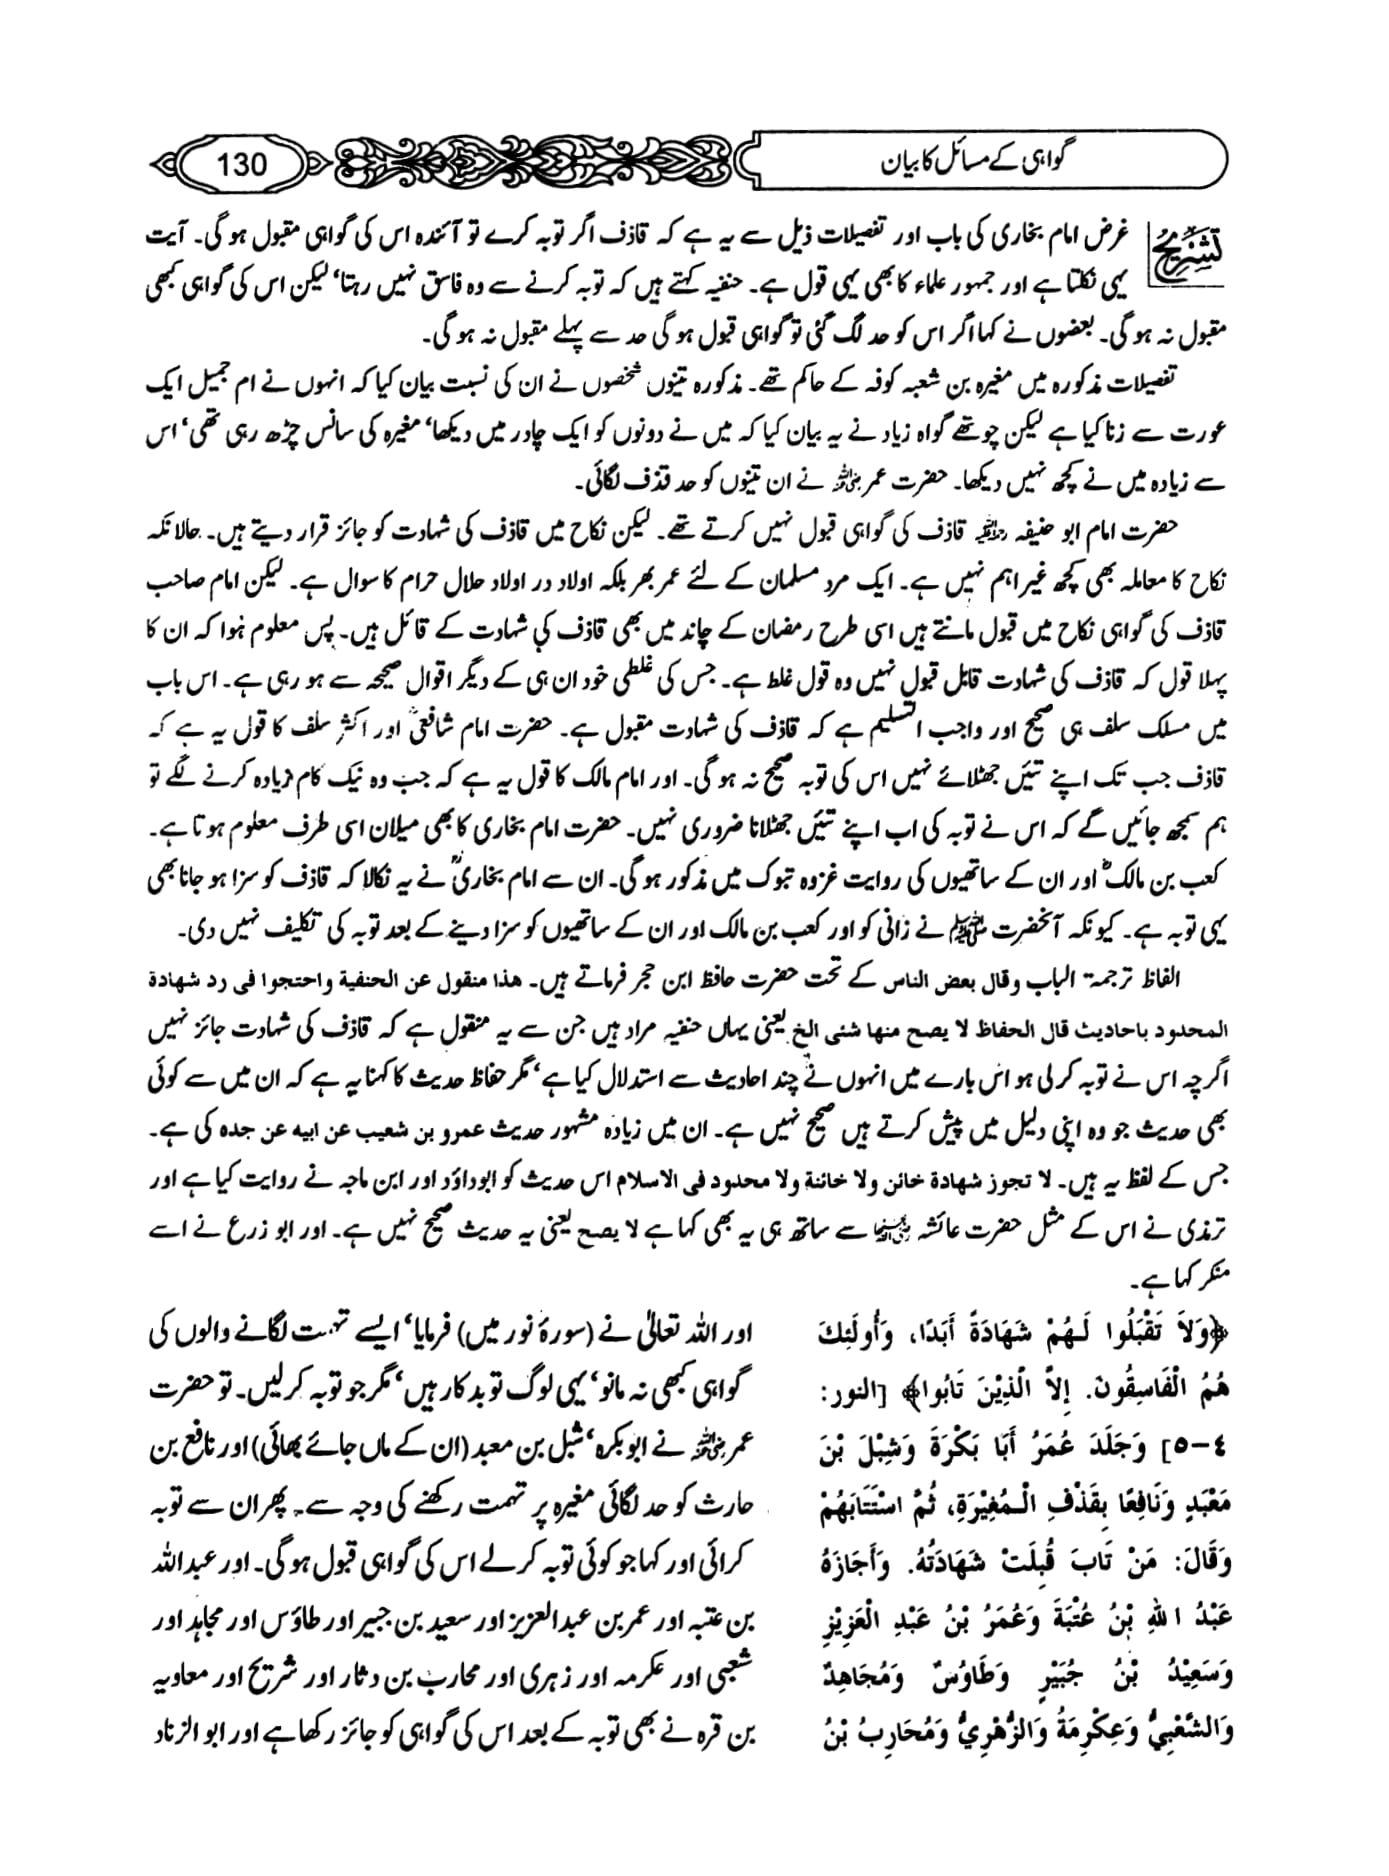 گواہی کے مسائل کا بیان
130
تشریح
غرض امام بخاری کی باب اور تفصیلات ذیل سے یہ ہے کہ قاذف اگر توبہ کرے تو آئندہ اس کی گواہی مقبول ہو گی۔ آیت
یہی نکلتا ہے اور جمہور علماء کا بھی یہی قول ہے۔ حنفیہ کہتے ہیں کہ توبہ کرنے سے وہ فاسق نہیں رہتا‘ لیکن اس کی گواہی کبھی
مقبول نہ ہو گی۔ بعضوں نے کہا اگر اس کو حد لگ گئی تو گواہی قبول ہو گی حد سے پہلے مقبول نہ ہو گی۔
تفصیلات مذکورہ میں مغیرہ بن شعبہ کوفہ کے حاکم تھے۔ مذکورہ تینوں شخصوں نے ان کی نسبت بیان کیا کہ انہوں نے ام جمیل ایک
عورت سے زنا کیا ہے لیکن چوتھے گواہ زیاد نے یہ بیان کیا کہ میں نے دونوں کو ایک چادر میں دیکھا‘ مغیرہ کی سانس چڑھ رہی تھی‘ اس
سے زیادہ میں نے کچھ نہیں دیکھا۔ حضرت عمر رضی اللہ عنہ نے ان تینوں کو حد قذف لگائی۔
حضرت امام ابو حنیفہ رحمہ اللہ قاذف کی گواہی قبول نہیں کرتے تھے۔ لیکن نکاح میں قاذف کی شہادت کو جائز قرار دیتے ہیں۔ حالانکہ
نکاح کا معاملہ بھی کچھ غیر اہم نہیں ہے۔ ایک مرد مسلمان کے لئے عمر بھر بلکہ اولاد در اولاد حلال حرام کا سوال ہے۔ لیکن امام صاحب
قاذف کی گواہی نکاح میں قبول مانتے ہیں اسی طرح رمضان کے چاند میں بھی قاذف کی شہادت کے قائل ہیں۔ پس معلوم ہوا کہ ان کا
پہلا قول کہ قاذف کی شہادت قابل قبول نہیں وہ قول غلط ہے۔ جس کی غلطی خود ان ہی کے دیگر اقوال صحیحہ سے ہو رہی ہے۔ اس باب
میں مسلک سلف ہی صحیح اور واجب التسلیم ہے کہ قاذف کی شہادت مقبول ہے۔ حضرت امام شافعیؒ اور اکثر سلف کا قول یہ ہے کہ
قاذف جب تک اپنے تئیں جھٹلائے نہیں اس کی توبہ صحیح نہ ہو گی۔ اور امام مالک کا قول یہ ہے کہ جب وہ نیک کام زیادہ کرنے لگے تو
ہم سمجھ جائیں گے کہ اس نے توبہ کی اب اپنے تئیں جھٹلانا ضروری نہیں۔ حضرت امام بخاری کا بھی میلان اسی طرف معلوم ہوتا ہے۔
کعب بن مالکؓ اور ان کے ساتھیوں کی روایت غزوہ تبوک میں مذکور ہوگی۔ ان سے امام بخاریؒ نے یہ نکالا کہ قاذف کو سزا ہو جانا بھی
یہی توبہ ہے۔ کیونکہ آنحضرت ﷺ نے زانی کو اور کعب بن مالک اور ان کے ساتھیوں کو سزا دینے کے بعد توبہ کی تکلیف نہیں دی۔
الفاظ ترجمۃ الباب وقال بعض الناس کے تحت حضرت حافظ ابن حجر فرماتے ہیں۔ هذا منقول عن الحنفية واحتجوا فى رد شهادة
المحدود باحاديث قال الحفاظ لا يصح منها شئى الخ یعنی یہاں حنفیہ مراد ہیں جن سے یہ منقول ہے کہ قاذف کی شہادت جائز نہیں
اگرچہ اس نے توبہ کر لی ہو اس بارے میں انہوں نے چند احادیث سے استدلال کیا ہے‘ مگر حفاظ حدیث کا کہنا یہ ہے کہ ان میں سے کوئی
بھی حدیث جو وہ اپنی دلیل میں پیش کرتے ہیں صحیح نہیں ہے۔ ان میں زیادہ مشہور حدیث عمرو بن شعيب عن ابيه عن جده کی ہے۔
جس کے لفظ یہ ہیں۔ لا تجوز شهادة خائن ولا خائنة ولا محدود فى الاسلام اس حدیث کو ابوداؤد اور ابن ماجہ نے روایت کیا ہے اور
ترمذی نے اس کے مثل حضرت عائشہ رضی اللہ عنہا سے ساتھ ہی یہ بھی کہا ہے لا یصح یعنی یہ حدیث صحیح نہیں ہے۔ اور ابو زرع نے اسے
منکر کہا ہے۔
﴿وَلاَ تَقْبَلُوا لَهُمْ شَهَادَةً أَبَدًا، وَأُولَئِكَ
هُمُ الْفَاسِقُونَ. إِلاَّ الَّذِيْنَ تَابُوا﴾ [النور:
٤-٥] وَجَلَدَ عُمَرُ أَبَا بَكْرَةَ وَشِبْلَ بْنَ
مَعْبَدٍ وَنَافِعًا بِقَذْفِ الْمُغِيْرَةِ، ثُمَّ اسْتَتَابَهُمْ
وَقَالَ: مَنْ تَابَ قُبِلَتْ شَهَادَتُهُ. وَأَجَازَهُ
عَبْدُ اللهِ بْنُ عُتْبَةَ وَعُمَرُ بْنُ عَبْدِ الْعَزِيْزِ
وَسَعِيْدُ بْنُ جُبَيْرٍ وَطَاوُسٌ وَمُجَاهِدٌ
وَالشَّعْبِيُّ وَعِكْرِمَةُ وَالزُّهْرِيُّ وَمُحَارِبُ بْنُ
اور اللہ تعالیٰ نے (سورۂ نور میں) فرمایا‘ ایسے تہمت لگانے والوں کی
گواہی کبھی نہ مانو‘ یہی لوگ تو بدکار ہیں‘ مگر جو توبہ کر لیں۔ تو حضرت
عمر رضی اللہ عنہ نے ابوبکرہ‘ شبل بن معبد (ان کے ماں جائے بھائی) اور نافع بن
حارث کو حد لگائی مغیرہ پر تہمت رکھنے کی وجہ سے۔ پھر ان سے توبہ
کرائی اور کہا جو کوئی توبہ کر لے اس کی گواہی قبول ہوگی۔ اور عبداللہ
بن عتبہ اور عمر بن عبدالعزیز اور سعید بن جبیر اور طاؤس اور مجاہد اور
شعبی اور عکرمہ اور زہری اور محارب بن دثار اور شریح اور معاویہ
بن قرہ نے بھی توبہ کے بعد اس کی گواہی کو جائز رکھا ہے اور ابوالزناد